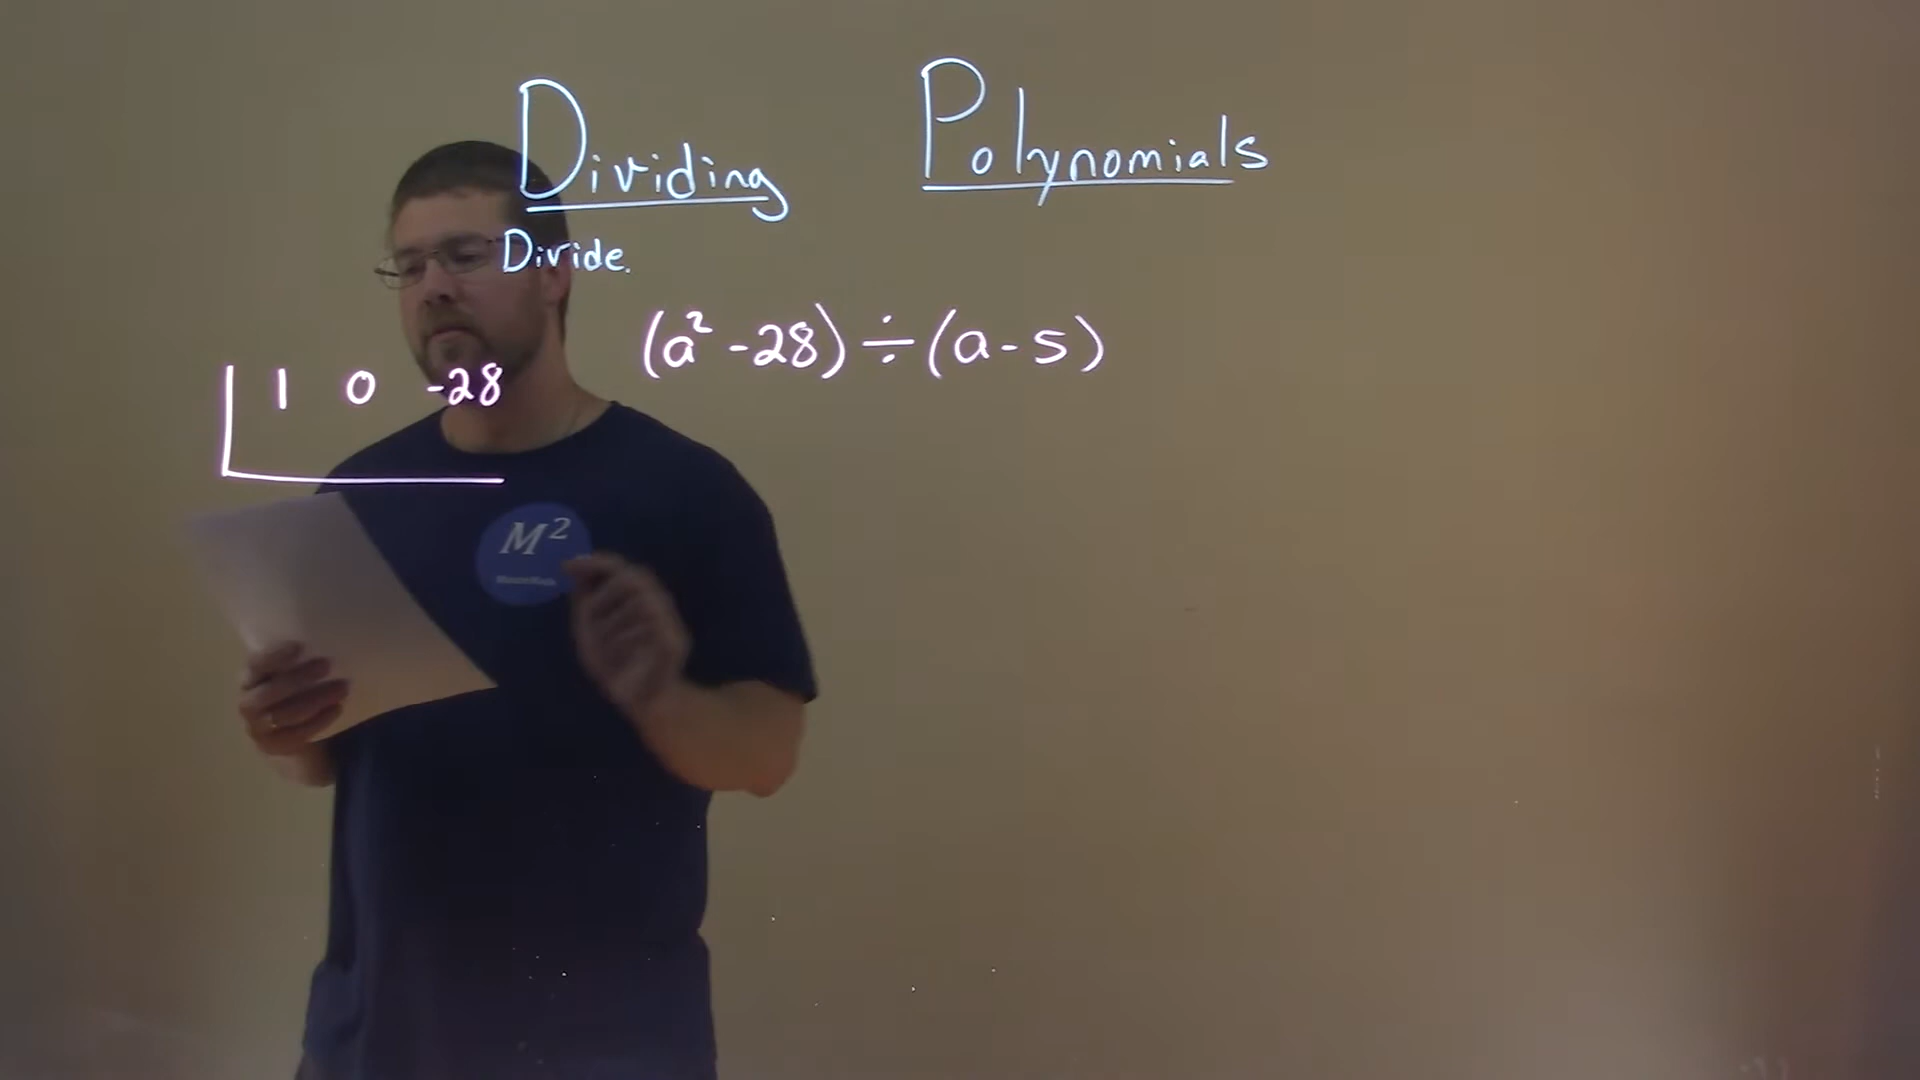 Dividing Polynomials
Divide.
(a² - 28) ÷ (a - 5)
1 0 -28
M²